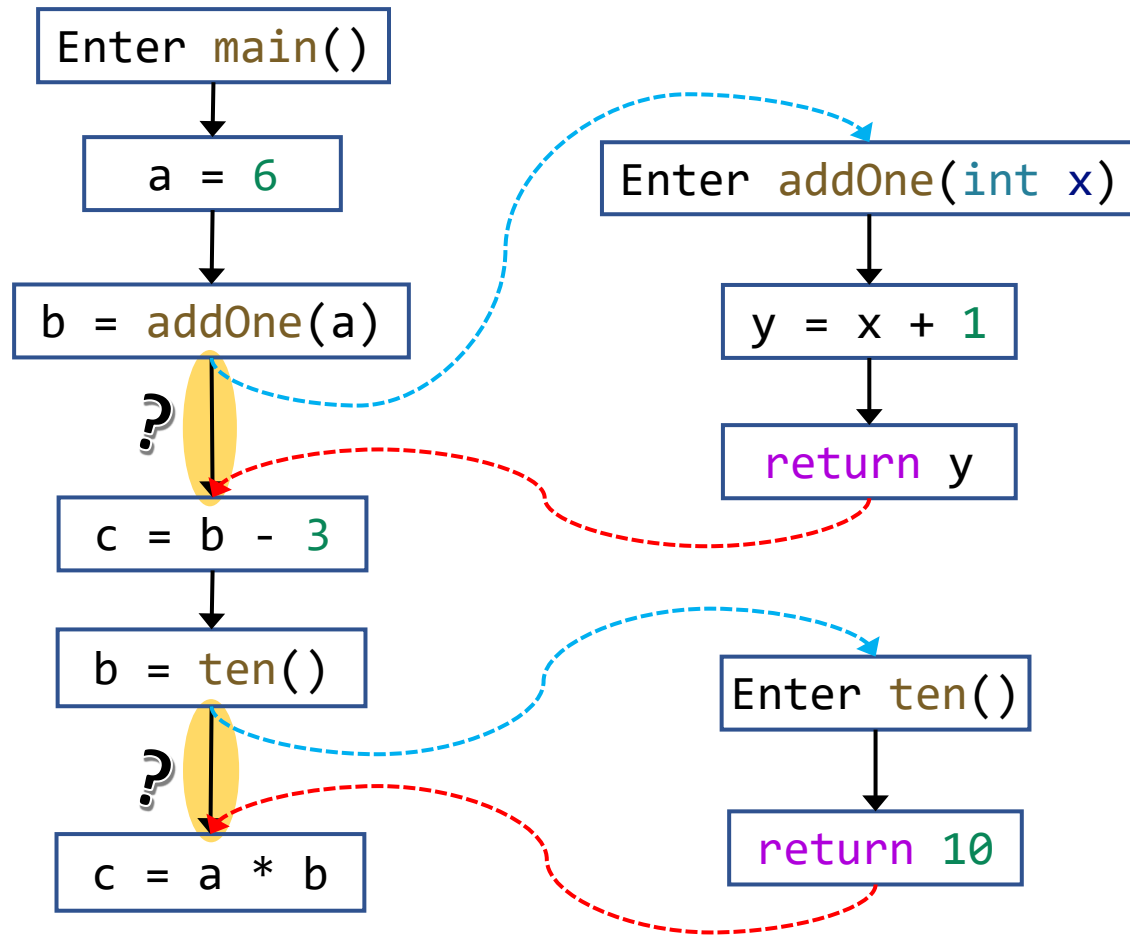 Enter main()
a = 6
b = addOne(a)
?
c = b - 3
b = ten()
?
c = a * b
Enter addOne(int x)
y = x + 1
return y
Enter ten()
return 10